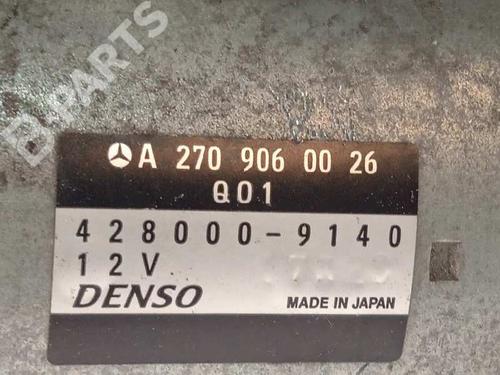 B PARTS
A 270 906 00 26
Q01
428000-9140
12V
DENSO
MADE IN JAPAN